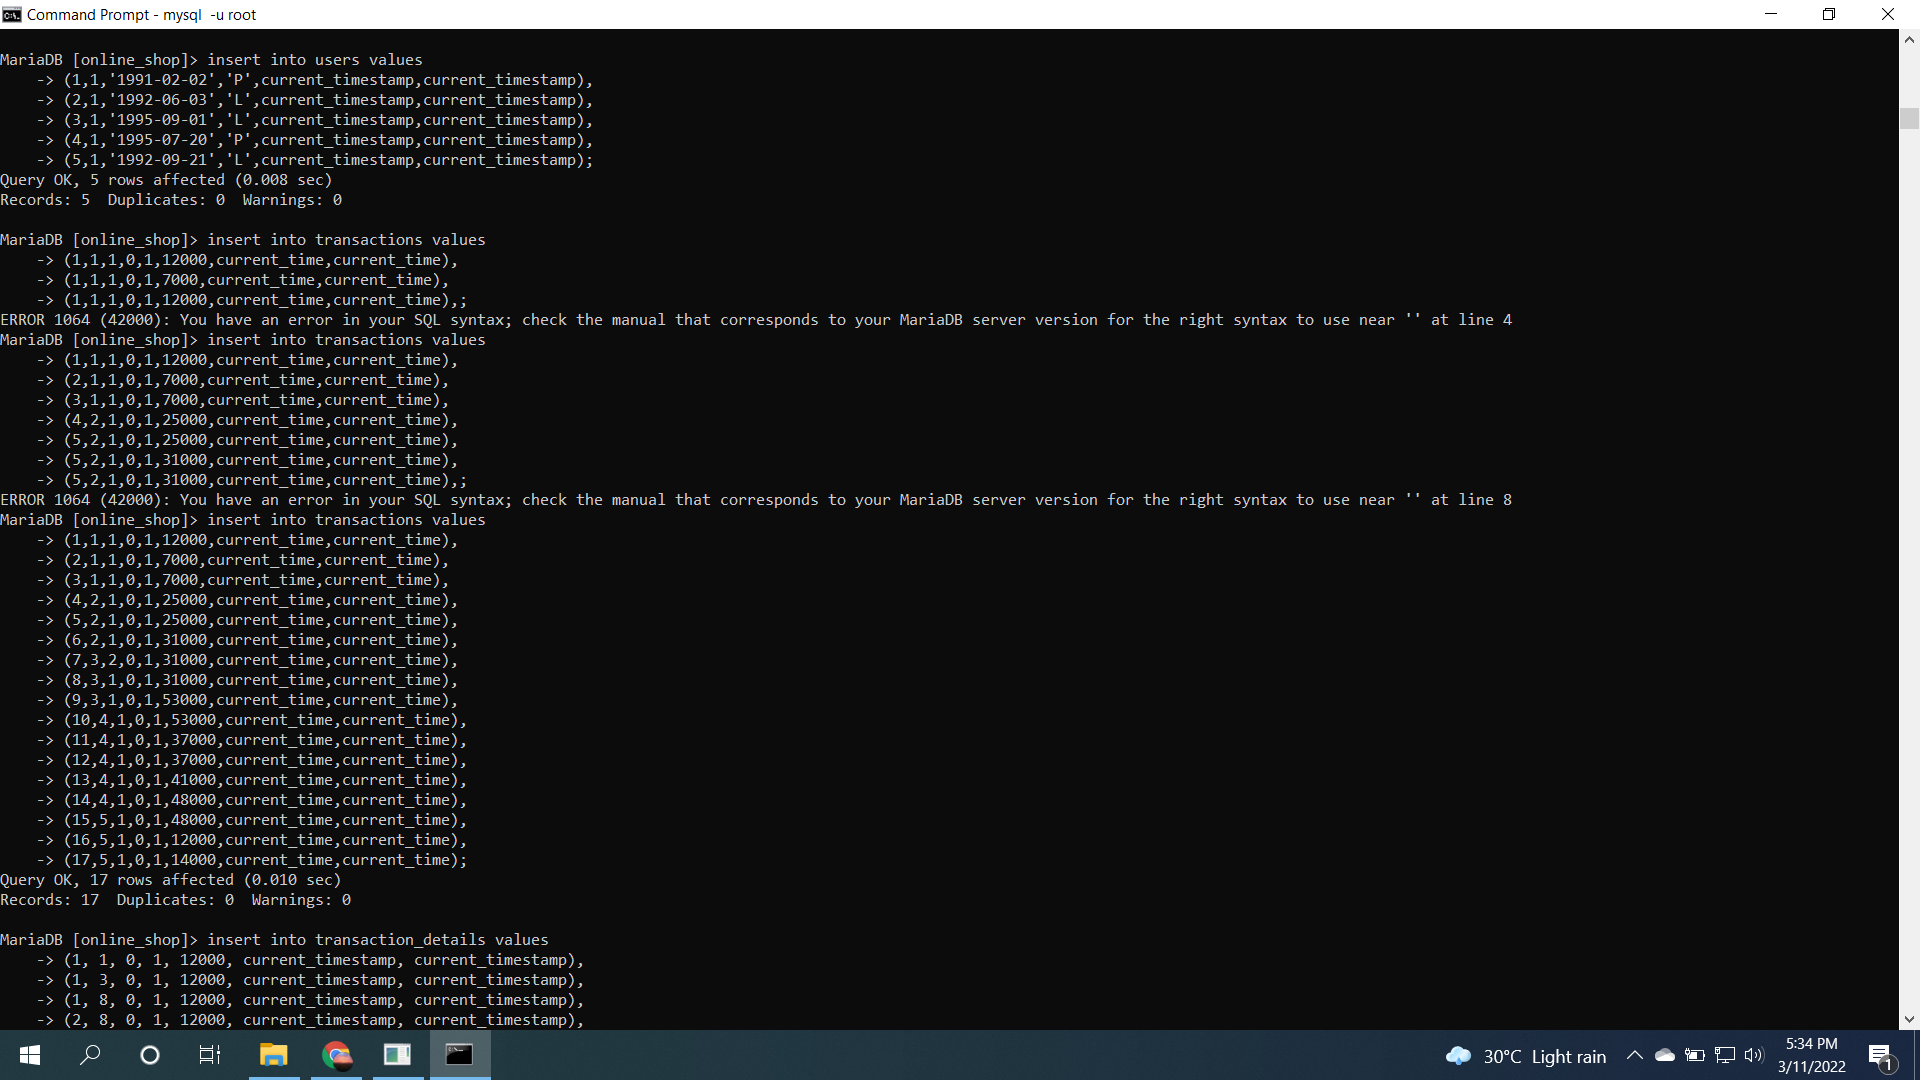 Command Prompt - mysql  -u root
MariaDB [online_shop]> insert into users values
    -> (1,1,'1991-02-02','P',current_timestamp,current_timestamp),
    -> (2,1,'1992-06-03','L',current_timestamp,current_timestamp),
    -> (3,1,'1995-09-01','L',current_timestamp,current_timestamp),
    -> (4,1,'1995-07-20','P',current_timestamp,current_timestamp),
    -> (5,1,'1992-09-21','L',current_timestamp,current_timestamp);
Query OK, 5 rows affected (0.008 sec)
Records: 5  Duplicates: 0  Warnings: 0
MariaDB [online_shop]> insert into transactions values
    -> (1,1,1,0,1,12000,current_time,current_time),
    -> (1,1,1,0,1,7000,current_time,current_time),
    -> (1,1,1,0,1,12000,current_time,current_time),;
ERROR 1064 (42000): You have an error in your SQL syntax; check the manual that corresponds to your MariaDB server version for the right syntax to use near '' at line 4
MariaDB [online_shop]> insert into transactions values
    -> (1,1,1,0,1,12000,current_time,current_time),
    -> (2,1,1,0,1,7000,current_time,current_time),
    -> (3,1,1,0,1,7000,current_time,current_time),
    -> (4,2,1,0,1,25000,current_time,current_time),
    -> (5,2,1,0,1,25000,current_time,current_time),
    -> (5,2,1,0,1,31000,current_time,current_time),
    -> (5,2,1,0,1,31000,current_time,current_time),;
ERROR 1064 (42000): You have an error in your SQL syntax; check the manual that corresponds to your MariaDB server version for the right syntax to use near '' at line 8
MariaDB [online_shop]> insert into transactions values
    -> (1,1,1,0,1,12000,current_time,current_time),
    -> (2,1,1,0,1,7000,current_time,current_time),
    -> (3,1,1,0,1,7000,current_time,current_time),
    -> (4,2,1,0,1,25000,current_time,current_time),
    -> (5,2,1,0,1,25000,current_time,current_time),
    -> (6,2,1,0,1,31000,current_time,current_time),
    -> (7,3,2,0,1,31000,current_time,current_time),
    -> (8,3,1,0,1,31000,current_time,current_time),
    -> (9,3,1,0,1,53000,current_time,current_time),
    -> (10,4,1,0,1,53000,current_time,current_time),
    -> (11,4,1,0,1,37000,current_time,current_time),
    -> (12,4,1,0,1,37000,current_time,current_time),
    -> (13,4,1,0,1,41000,current_time,current_time),
    -> (14,4,1,0,1,48000,current_time,current_time),
    -> (15,5,1,0,1,48000,current_time,current_time),
    -> (16,5,1,0,1,12000,current_time,current_time),
    -> (17,5,1,0,1,14000,current_time,current_time);
Query OK, 17 rows affected (0.010 sec)
Records: 17  Duplicates: 0  Warnings: 0
MariaDB [online_shop]> insert into transaction_details values
    -> (1, 1, 0, 1, 12000, current_timestamp, current_timestamp),
    -> (1, 3, 0, 1, 12000, current_timestamp, current_timestamp),
    -> (1, 8, 0, 1, 12000, current_timestamp, current_timestamp),
    -> (2, 8, 0, 1, 12000, current_timestamp, current_timestamp),
30°C  Light rain
5:34 PM
3/11/2022
1